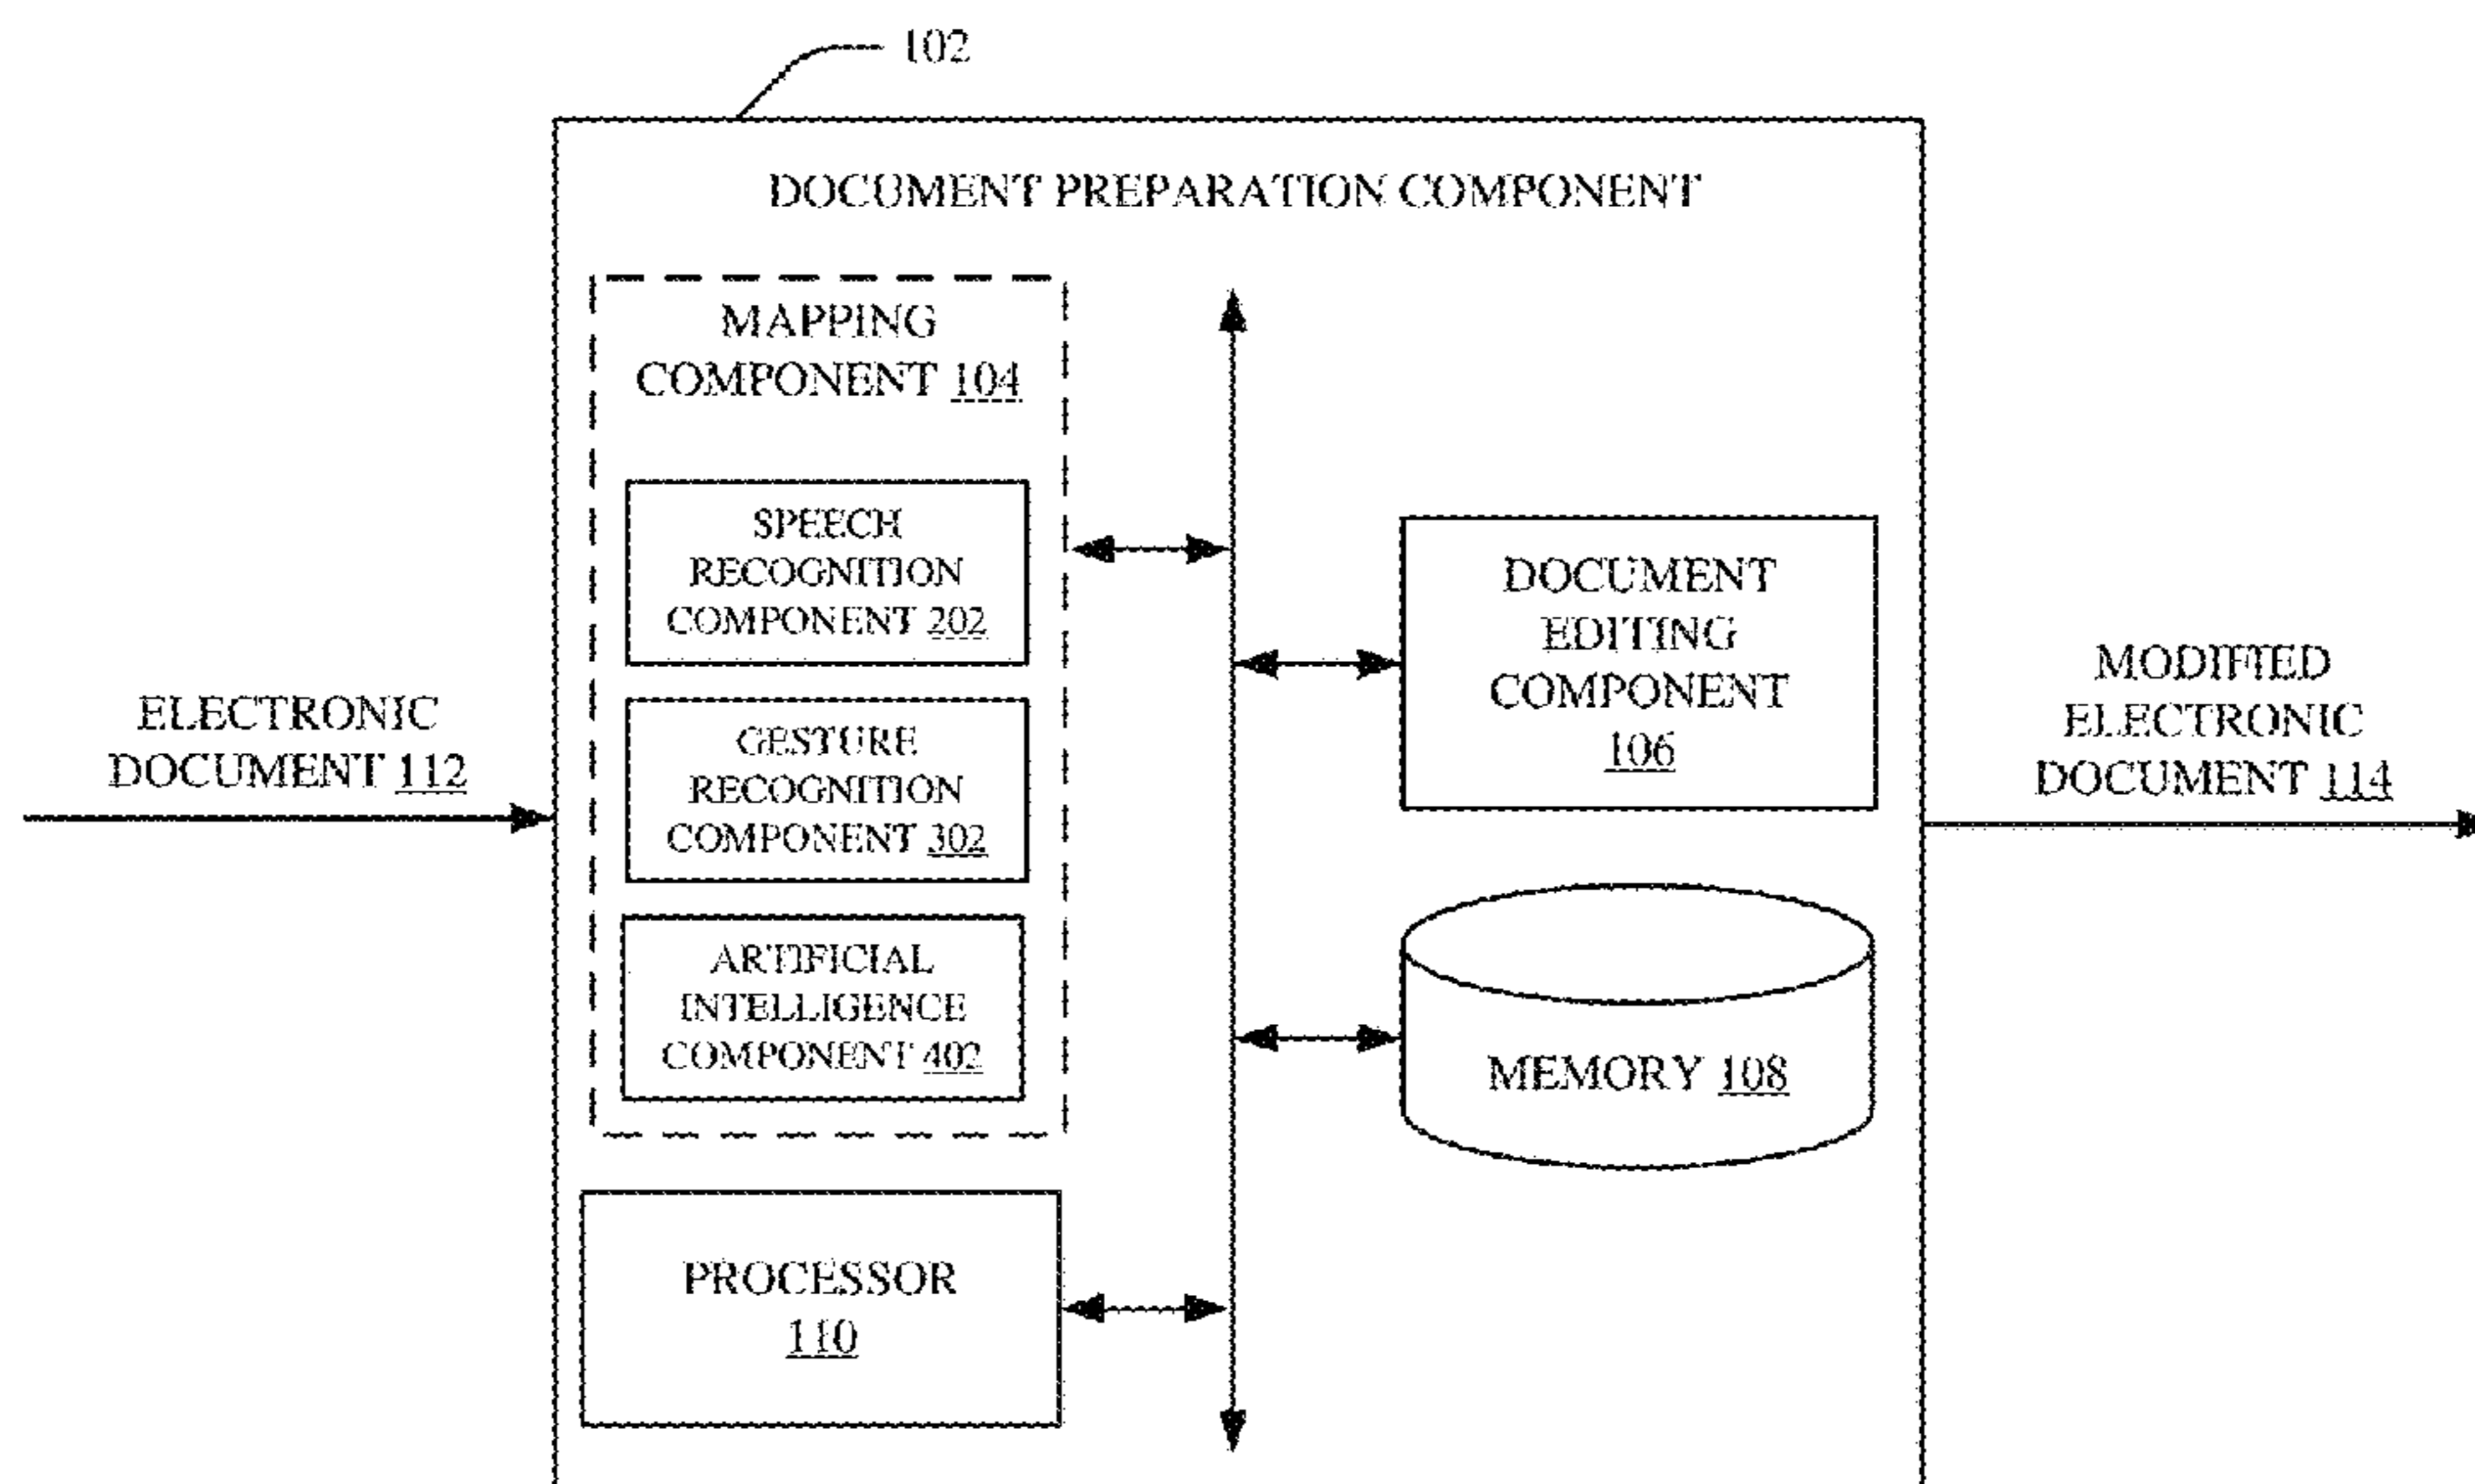 102
DOCUMENT PREPARATION COMPONENT
MAPPING
COMPONENT 104
SPEECH
RECOGNITION
COMPONENT 202
GESTURE
RECOGNITION
COMPONENT 302
ARTIFICIAL
INTELLIGENCE
COMPONENT 402
PROCESSOR
110
ELECTRONIC
DOCUMENT 112
DOCUMENT
EDITING
COMPONENT
106
MEMORY 108
MODIFIED
ELECTRONIC
DOCUMENT 114